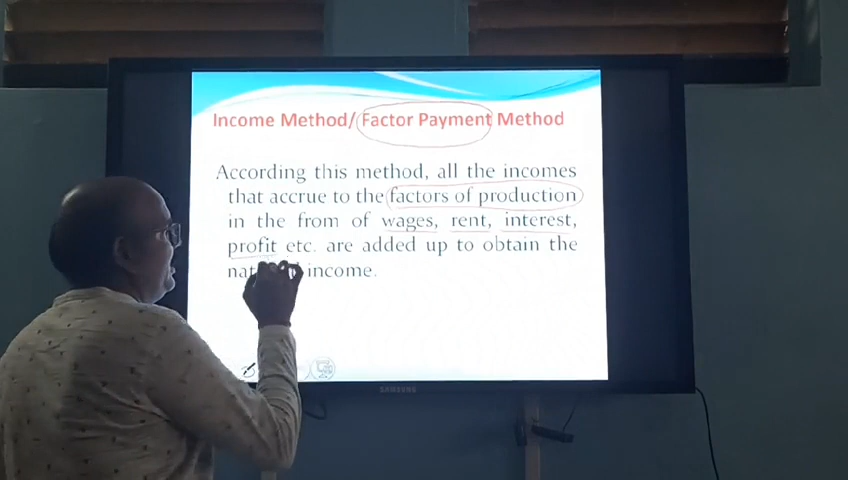 Income Method/ Factor Payment Method
According this method, all the incomes
that accrue to the factors of production
in the from of wages, rent, interest,
profit etc. are added up to obtain the
income.
SAMSUNG